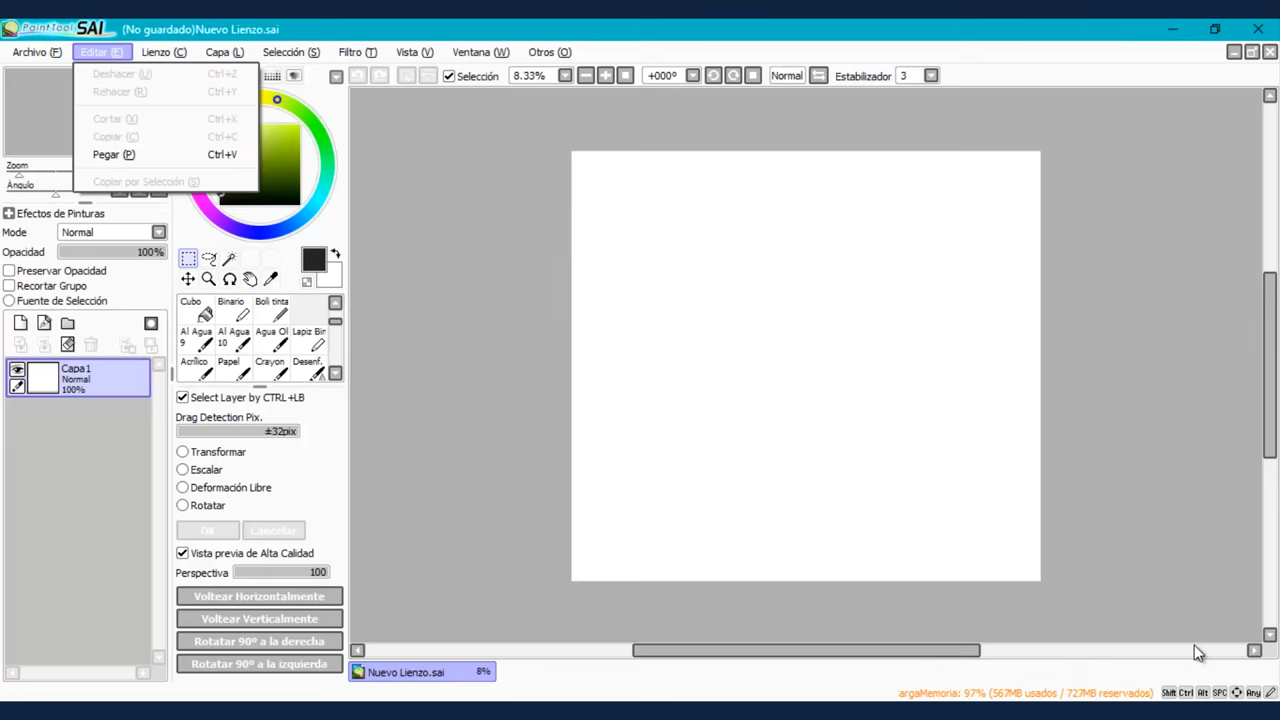 PaintTool SAI (No guardado)Nuevo Lienzo.sai
Archivo (F) Editar (E) Lienzo (C) Capa (L) Selección (S) Filtro (T) Vista (V) Ventana (W) Otros (O)
Deshacer (U) Ctrl+Z
Rehacer (R) Ctrl+Y
Cortar (X) Ctrl+X
Copiar (C) Ctrl+C
Pegar (P) Ctrl+V
Copiar por Selección (S)
Selección 8.33% +000º Normal Estabilizador 3
Zoom
Ángulo
Efectos de Pinturas
Mode Normal
Opacidad 100%
Preservar Opacidad
Recortar Grupo
Fuente de Selección
Capa1
Normal
100%
Cubo Binario Boli tinta
Al Agua 9 Al Agua 10 Agua Ol Lapiz Bin
Acrílico Papel Crayon Desenf.
Select Layer by CTRL+LB
Drag Detection Pix.
±32pix
Transformar
Escalar
Deformación Libre
Rotatar
OK Cancelar
Vista previa de Alta Calidad
Perspectiva 100
Voltear Horizontalmente
Voltear Verticalmente
Rotatar 90º a la derecha
Rotatar 90º a la izquierda
Nuevo Lienzo.sai 8%
argaMemoria: 97% (567MB usados / 727MB reservados) Shift Ctrl Alt SPC Any